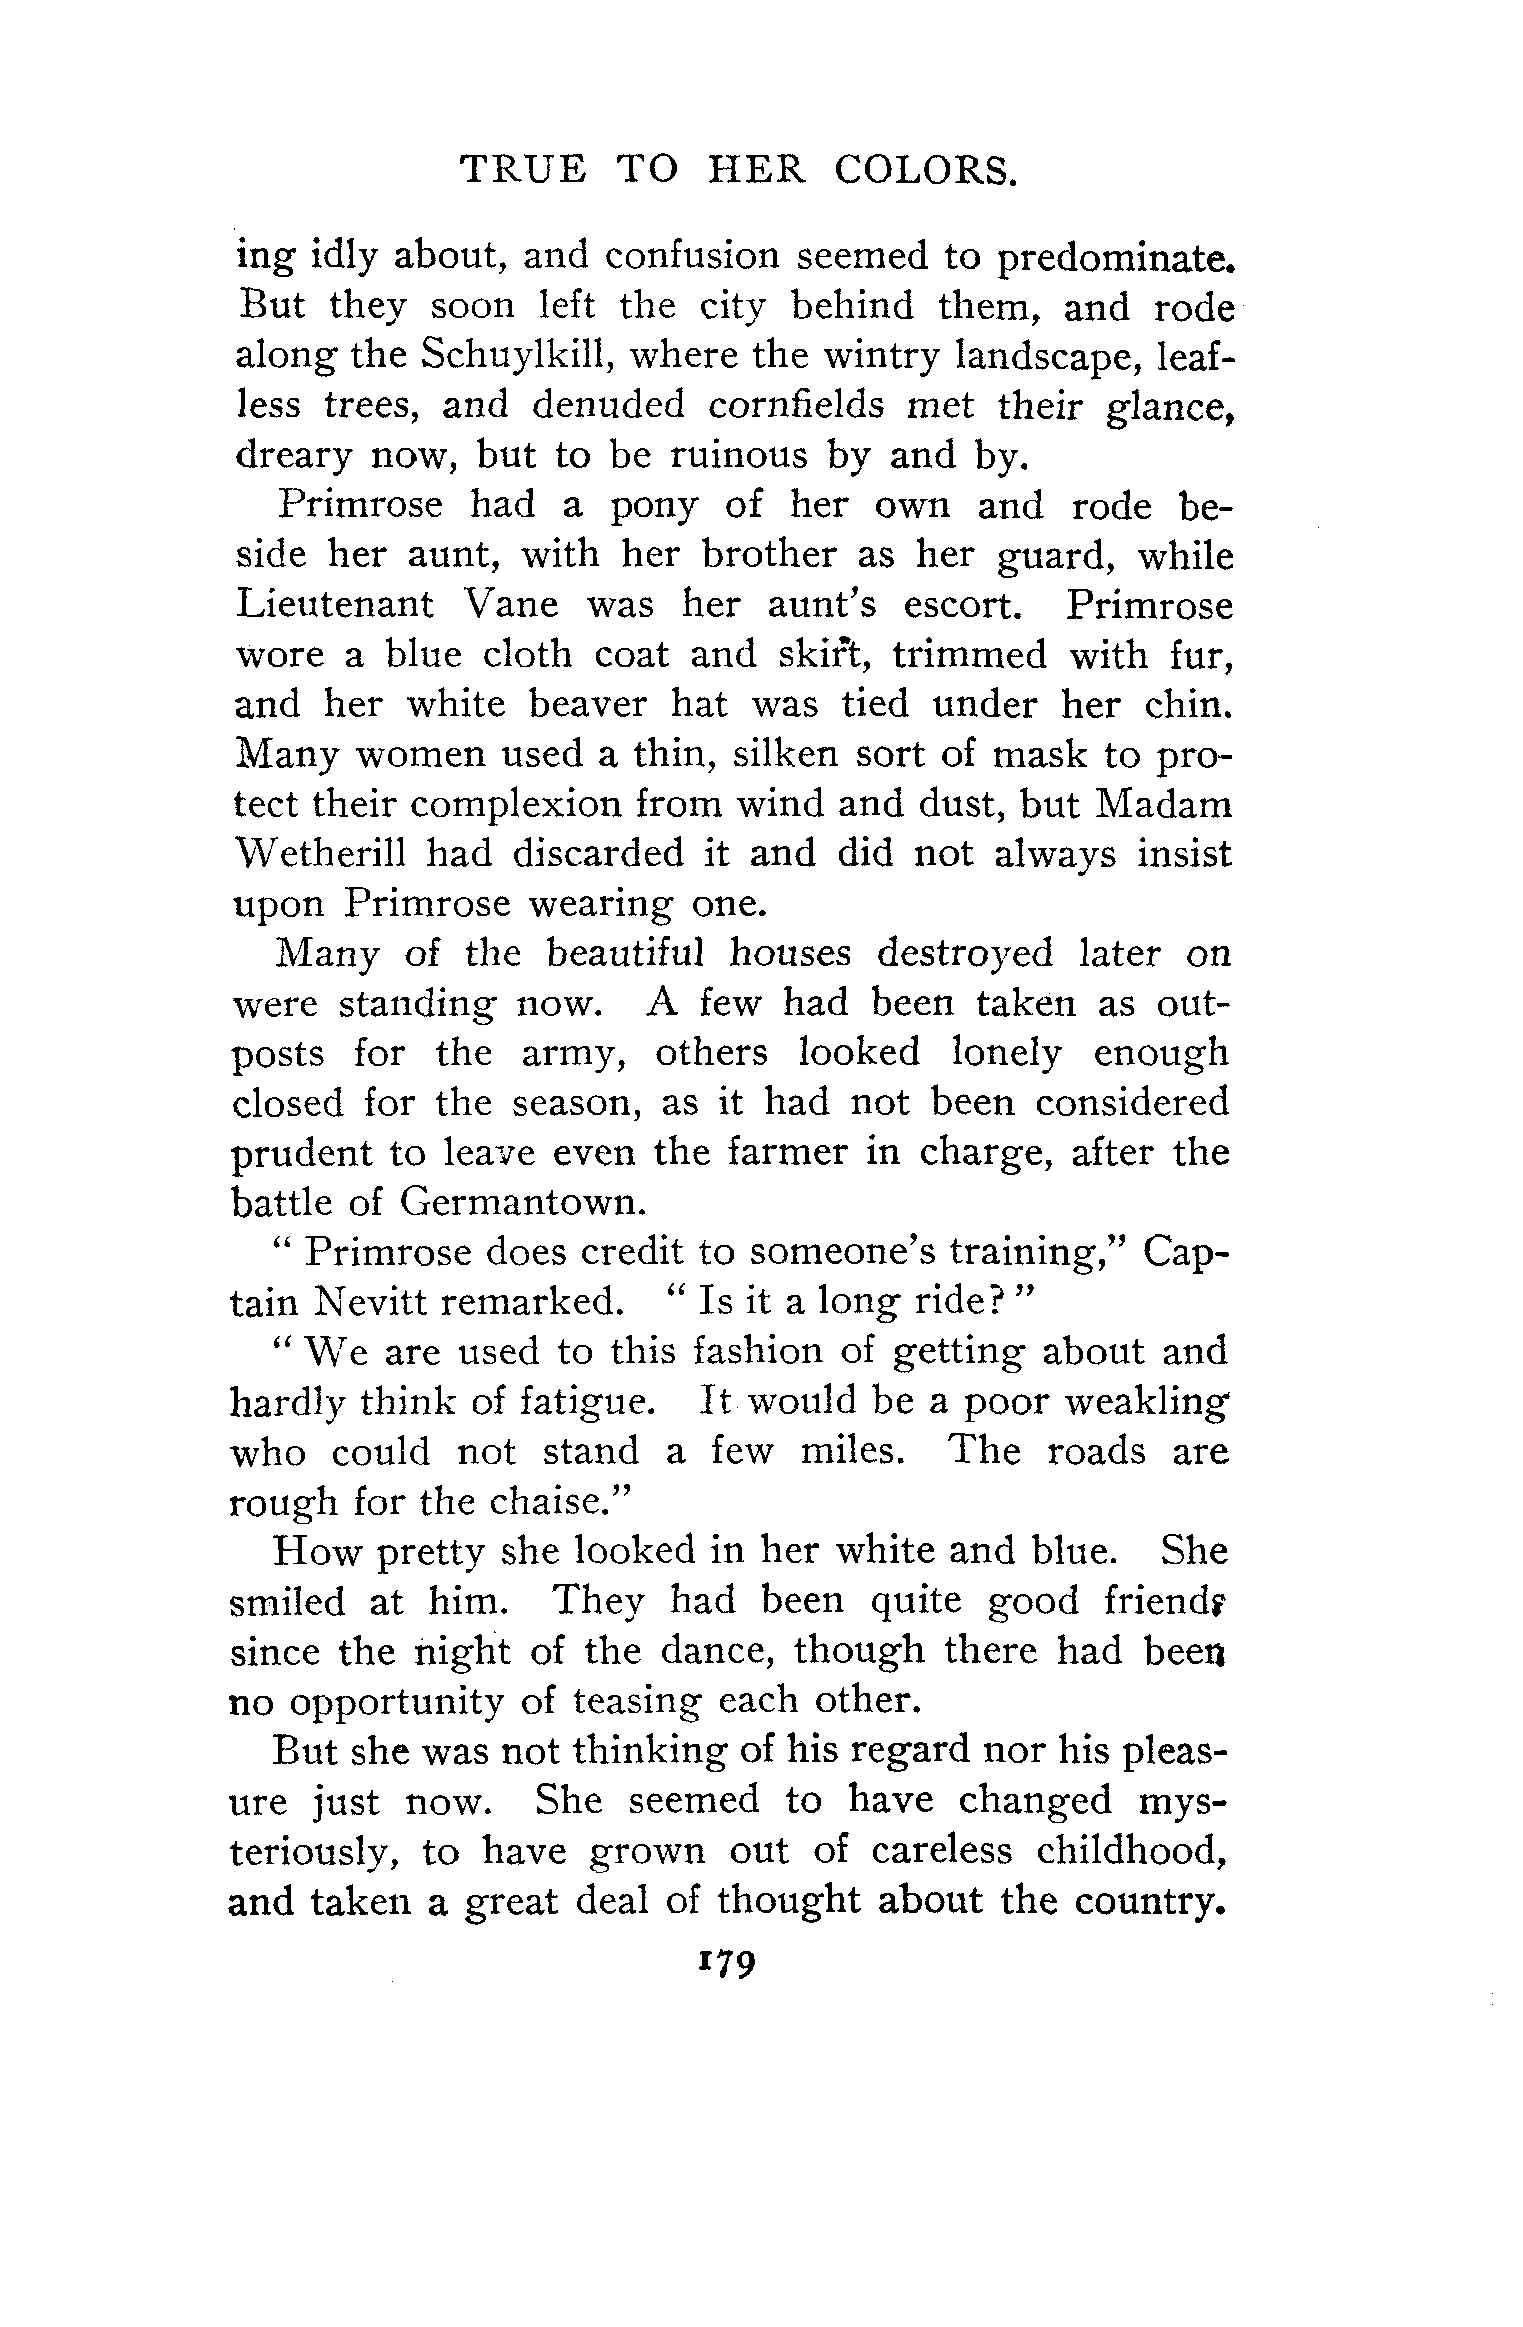 TRUE TO HER COLORS.
ing idly about, and confusion seemed to predominate.
But they soon left the city behind them, and rode
along the Schuylkill, where the wintry landscape, leaf-
less trees, and denuded cornfields met their glance,
dreary now, but to be ruinous by and by.
Primrose had a pony of her own and rode be-
side her aunt, with her brother as her guard, while
Lieutenant Vane was her aunt's escort. Primrose
wore a blue cloth coat and skirt, trimmed with fur,
and her white beaver hat was tied under her chin.
Many women used a thin, silken sort of mask to pro-
tect their complexion from wind and dust, but Madam
Wetherill had discarded it and did not always insist
upon Primrose wearing one.
Many of the beautiful houses destroyed later on
were standing now. A few had been taken as out-
posts for the army, others looked lonely enough
closed for the season, as it had not been considered
prudent to leave even the farmer in charge, after the
battle of Germantown.
" Primrose does credit to someone's training," Cap-
tain Nevitt remarked. " Is it a long ride? "
" We are used to this fashion of getting about and
hardly think of fatigue. It would be a poor weakling
who could not stand a few miles. The roads are
rough for the chaise."
How pretty she looked in her white and blue. She
smiled at him. They had been quite good friends
since the night of the dance, though there had been
no opportunity of teasing each other.
But she was not thinking of his regard nor his pleas-
ure just now. She seemed to have changed mys-
teriously, to have grown out of careless childhood,
and taken a great deal of thought about the country.
179